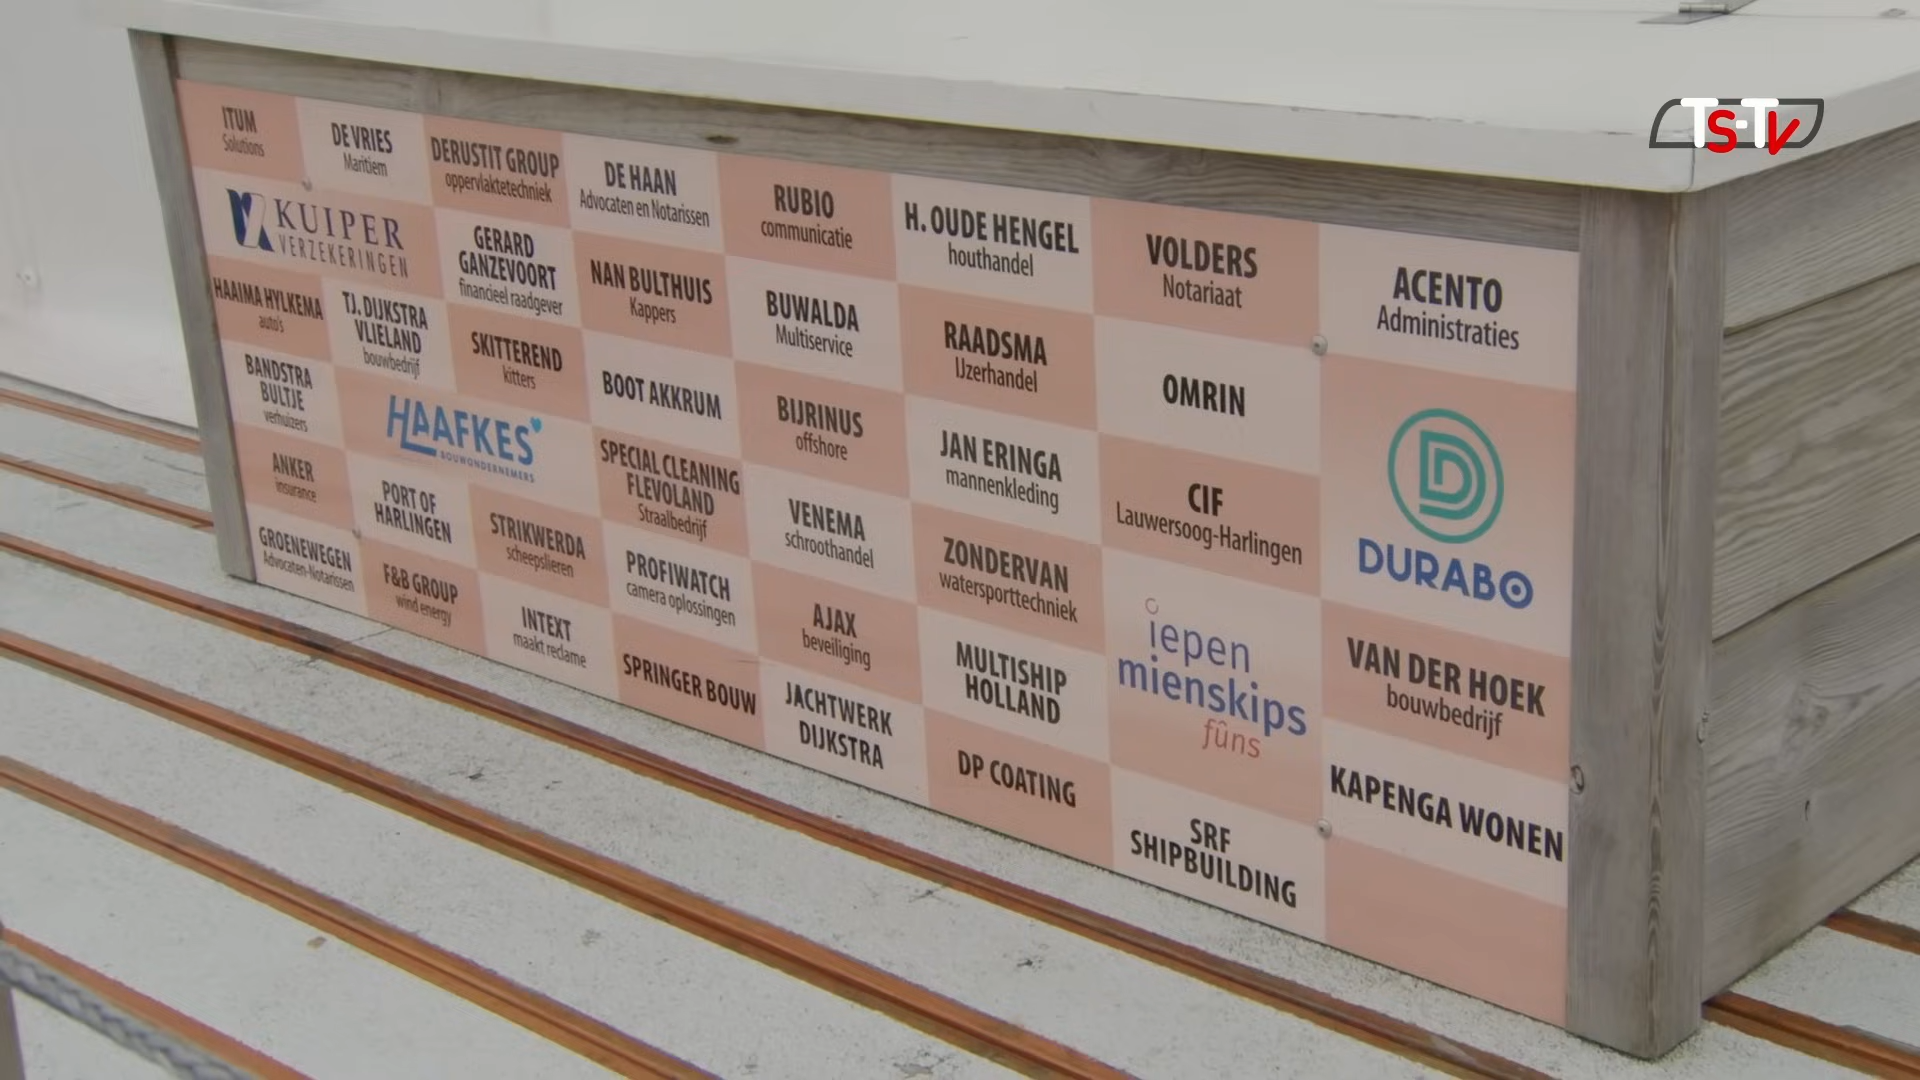 TS-Tv
ITUM
Solutions
DE VRIES
Maritiem
DERUSTIT GROUP
oppervlaktetechniek
DE HAAN
Advocaten en Notarissen
RUBIO
communicatie
H. OUDE HENGEL
houthandel
VOLDERS
Notariaat
ACENTO
Administraties
KUIPER
VERZEKERINGEN
GERARD
GANZEVOORT
financieel raadgever
NAN BULTHUIS
Kappers
BUWALDA
Multiservice
RAADSMA
IJzerhandel
OMRIN
DURABO
HAAIMA HYLKEMA
auto's
TJ. DIJKSTRA
VLIELAND
bouwbedrijf
SKITTEREND
kitters
BOOT AKKRUM
BIJRINUS
offshore
JAN ERINGA
mannenkleding
CIF
Lauwersoog-Harlingen
BANDSTRA
BULTJE
verhuizers
HAAFKES
BOUWONDERNEMERS
SPECIAL CLEANING
FLEVOLAND
Straalbedrijf
VENEMA
schroothandel
ZONDERVAN
watersporttechniek
iepen
mienskips
fûns
VAN DER HOEK
bouwbedrijf
ANKER
insurance
PORT OF
HARLINGEN
STRIKWERDA
scheepslieren
PROFIWATCH
camera oplossingen
AJAX
beveiliging
MULTISHIP
HOLLAND
KAPENGA WONEN
GROENEWEGEN
Advocaten-Notarissen
F&B GROUP
wind energy
INTEXT
maakt reclame
SPRINGER BOUW
JACHTWERK
DIJKSTRA
DP COATING
SRF
SHIPBUILDING